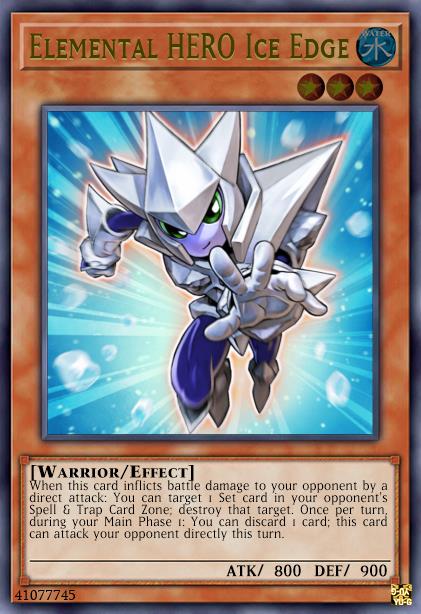 ELEMENTAL HERO ICE EDGE
WATER
水
[WARRIOR/EFFECT]
When this card inflicts battle damage to your opponent by a
direct attack: You can target 1 Set card in your opponent's
Spell & Trap Card Zone; destroy that target. Once per turn,
during your Main Phase 1: You can discard 1 card; this card
can attack your opponent directly this turn.
ATK/ 800 DEF/ 900
41077745